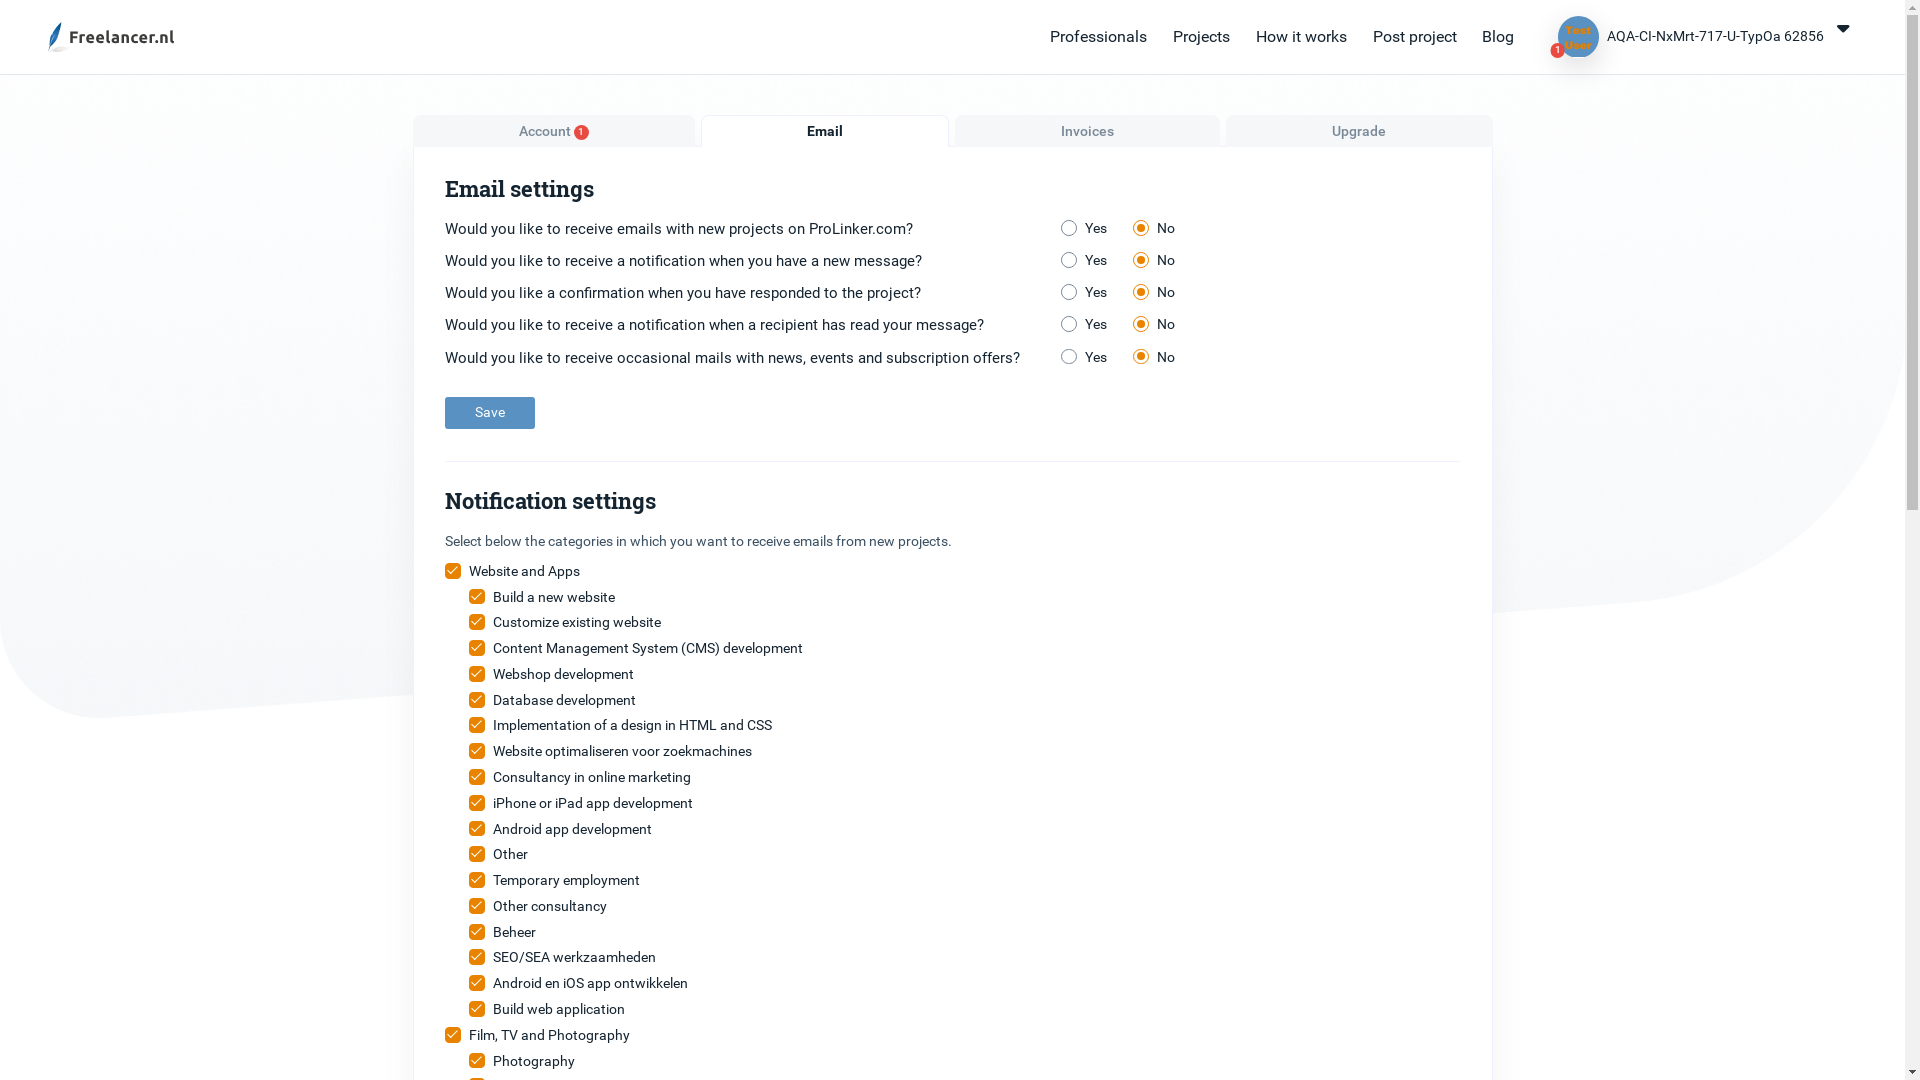 Freelancer.nl
Professionals
Projects
How it works
Post project
Blog
Test
User
1
AQA-CI-NxMrt-717-U-TypOa 62856
Account 1
Email
Invoices
Upgrade
Email settings
Would you like to receive emails with new projects on ProLinker.com? Yes No
Would you like to receive a notification when you have a new message? Yes No
Would you like a confirmation when you have responded to the project? Yes No
Would you like to receive a notification when a recipient has read your message? Yes No
Would you like to receive occasional mails with news, events and subscription offers? Yes No
Save
Notification settings
Select below the categories in which you want to receive emails from new projects.
Website and Apps
Build a new website
Customize existing website
Content Management System (CMS) development
Webshop development
Database development
Implementation of a design in HTML and CSS
Website optimaliseren voor zoekmachines
Consultancy in online marketing
iPhone or iPad app development
Android app development
Other
Temporary employment
Other consultancy
Beheer
SEO/SEA werkzaamheden
Android en iOS app ontwikkelen
Build web application
Film, TV and Photography
Photography